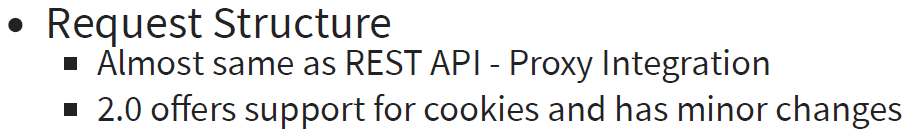 • Request Structure
▪ Almost same as REST API - Proxy Integration
▪ 2.0 offers support for cookies and has minor changes